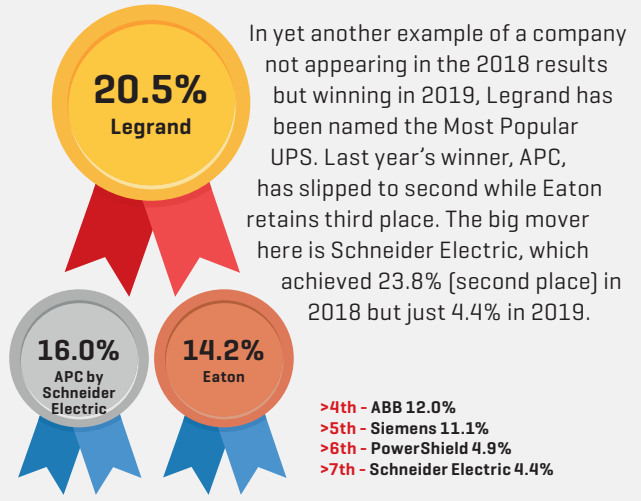 In yet another example of a company
not appearing in the 2018 results
but winning in 2019, Legrand has
been named the Most Popular
UPS. Last year's winner, APC,
has slipped to second while Eaton
retains third place. The big mover
here is Schneider Electric, which
achieved 23.8% (second place) in
2018 but just 4.4% in 2019.
20.5%
Legrand
16.0%
APC by
Schneider
Electric
14.2%
Eaton
>4th - ABB 12.0%
>5th - Siemens 11.1%
>6th - PowerShield 4.9%
>7th - Schneider Electric 4.4%